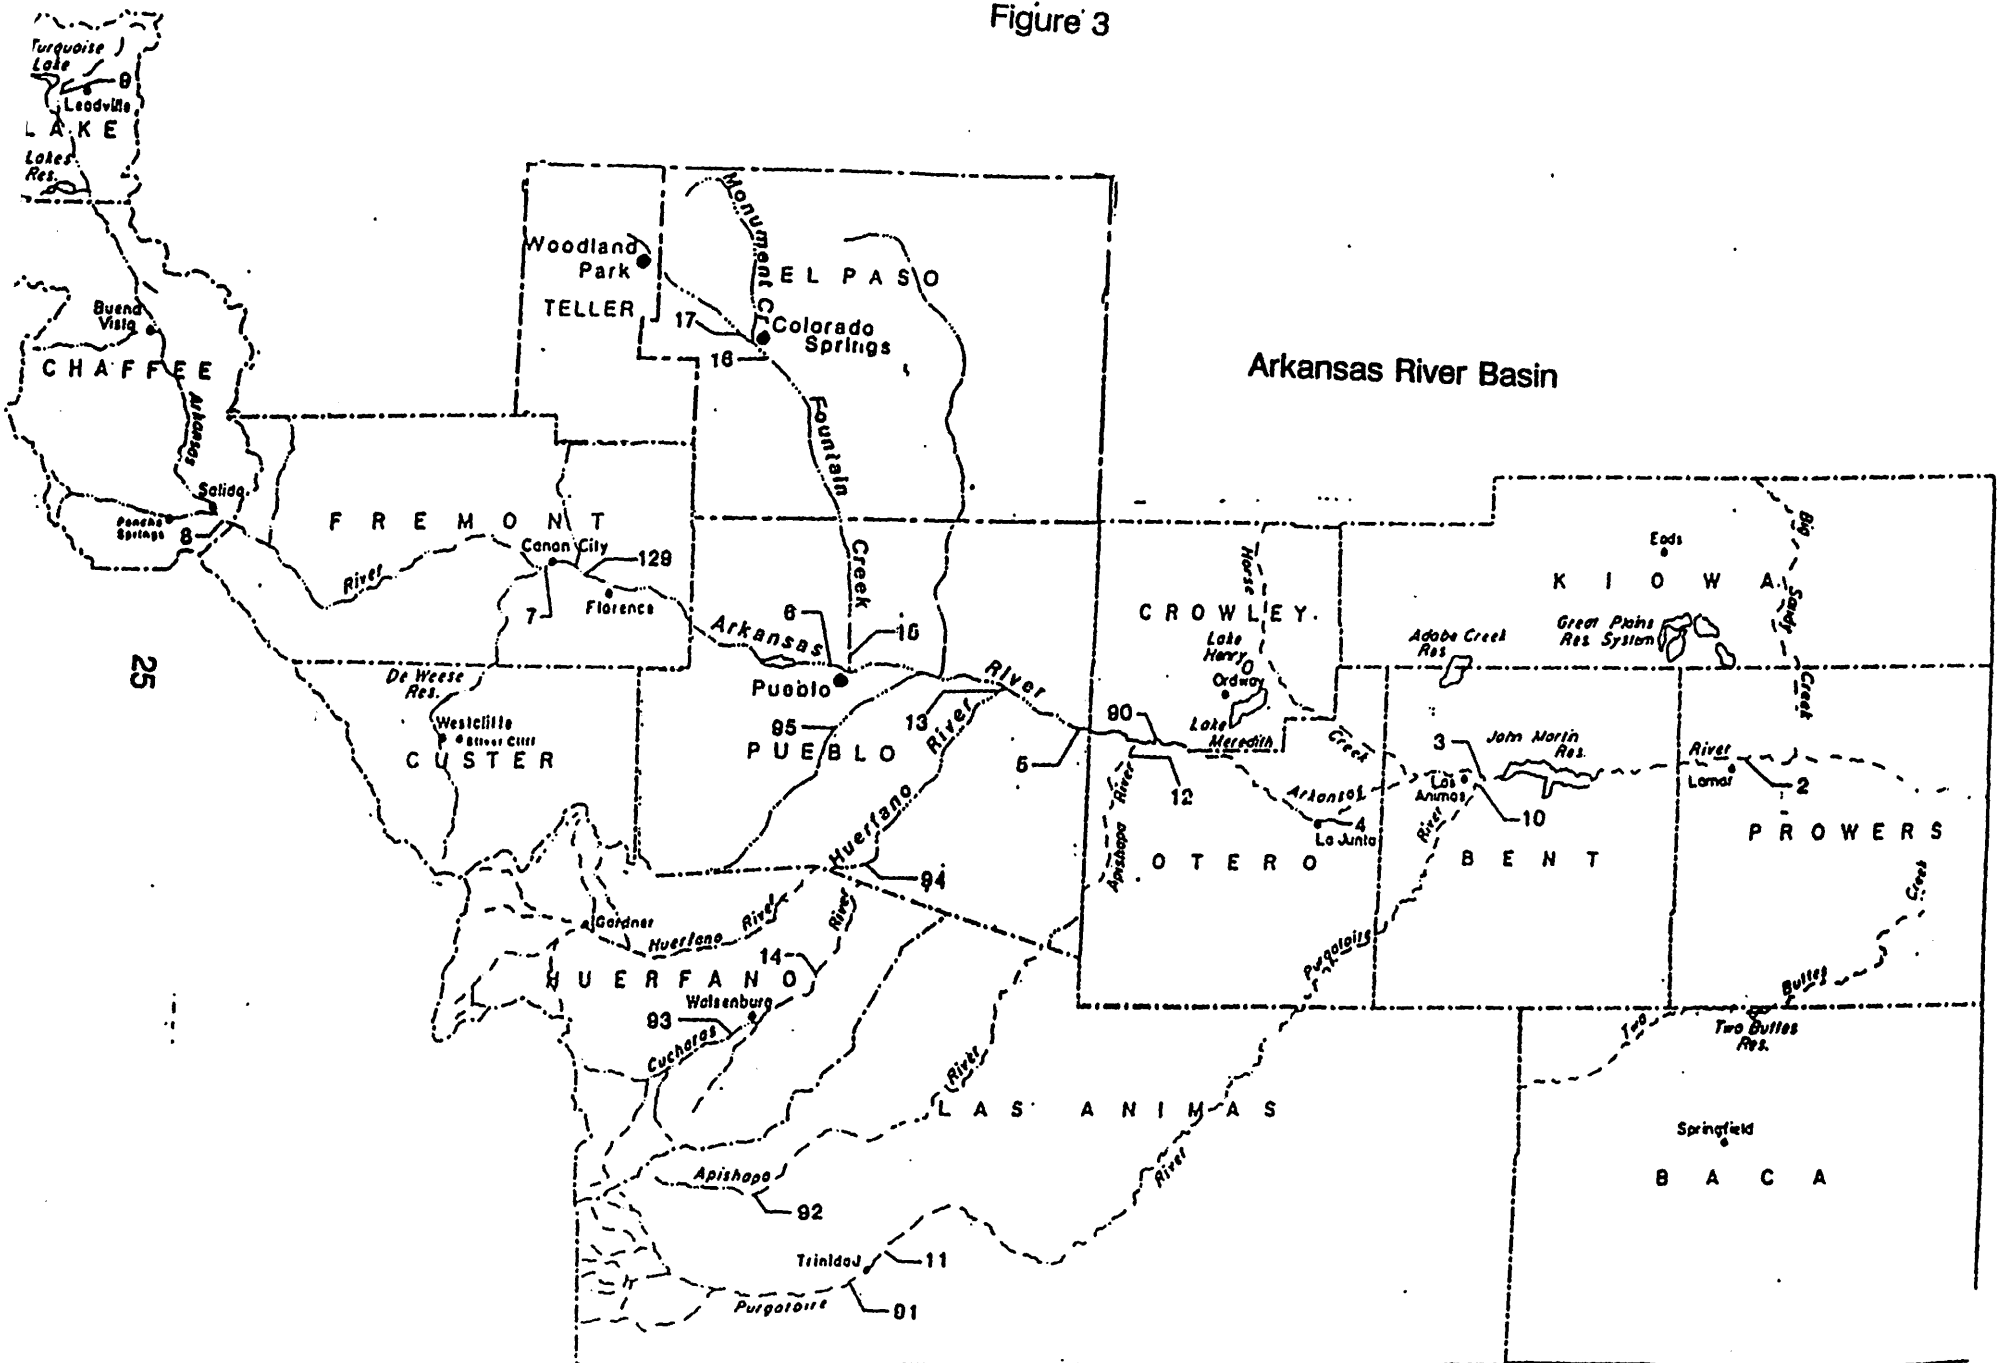 Figure 3
Turquoise
Lake
9
Leadville
LAKE
Lakes
Res.
Monument Cr.
Woodland
Park
EL PASO
TELLER
Buena
Vista
17
Colorado
Springs
16
CHAFFEE
Arkansas
Arkansas River Basin
Fountain
Creek
Salida
Poncha
Springs
8
FREMONT
Canon City
129
River
7
Florence
Big
Sandy
Creek
Eads
KIOWA
Horse
Creek
CROWLEY
Great Plains
Res. System
Adobe Creek
Res.
Lake
Henry
Ordway
6
15
Arkansas
River
Pueblo
25
De Weese
Res.
Westcliffe
Silver Cliff
CUSTER
95
13
PUEBLO
River
Huerfano
90
Lake
Meredith
5
12
3
John Martin
Res.
River
Lamar
2
Las
Animas
Arkansas
4
La Junta
10
River
PROWERS
Apishapa River
OTERO
BENT
94
Creek
Gardner
Huerfano
River
River
14
HUERFANO
Walsenburg
93
Cucharas
Purgatoire
Buttes
Two
Two Buttes
Res.
River
LAS ANIMAS
Springfield
BACA
Apishapa
92
River
Trinidad
11
Purgatoire
91